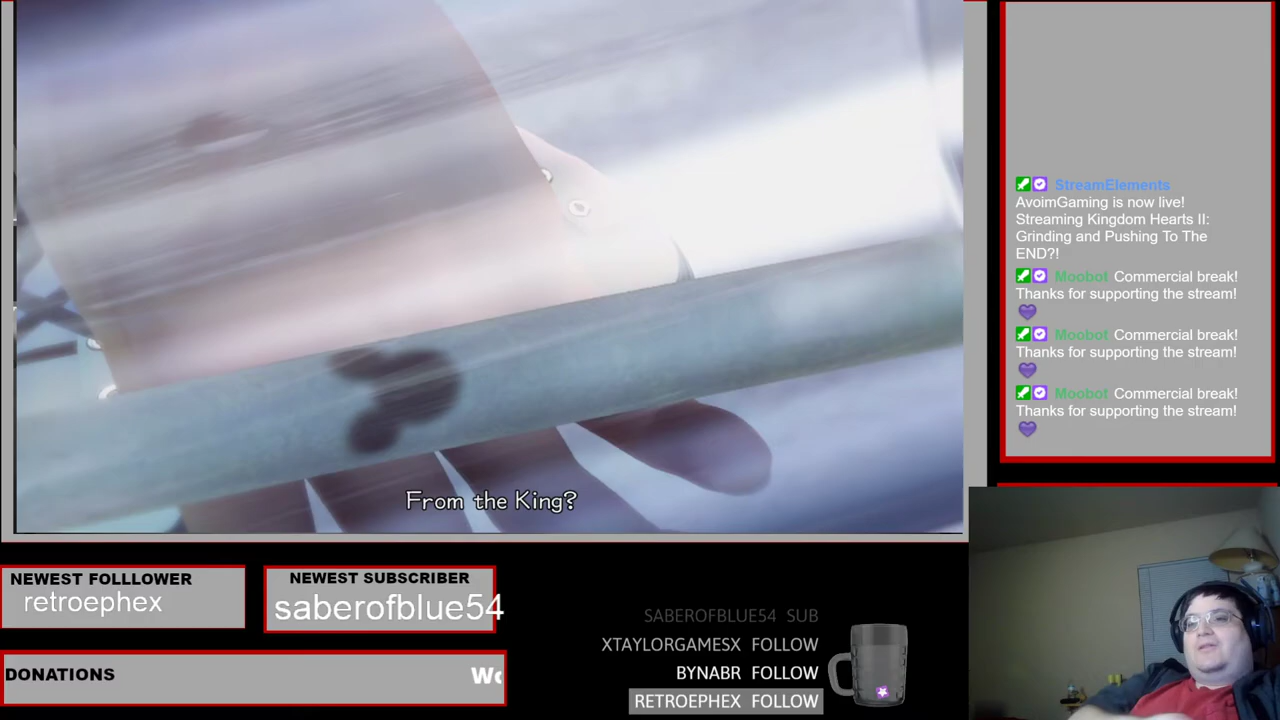 StreamElements
AvoimGaming is now live!
Streaming Kingdom Hearts II:
Grinding and Pushing To The
END?!
Moobot Commercial break!
Thanks for supporting the stream!
Moobot Commercial break!
Thanks for supporting the stream!
Moobot Commercial break!
Thanks for supporting the stream!
From the King?
NEWEST FOLLLOWER
retroephex
NEWEST SUBSCRIBER
saberofblue54
DONATIONS
SABEROFBLUE54 SUB
XTAYLORGAMESX FOLLOW
BYNABR FOLLOW
RETROEPHEX FOLLOW